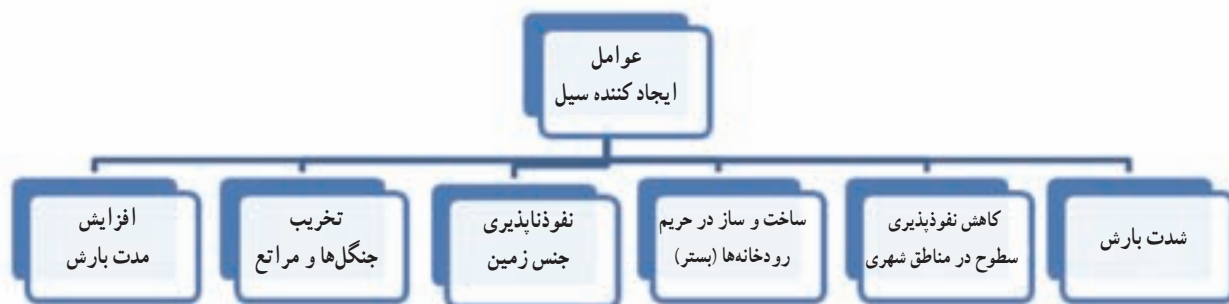 عوامل
ایجاد کننده سیل
شدت بارش
کاهش نفوذپذیری
سطوح در مناطق شهری
ساخت و ساز در حریم
رودخانه‌ها (بستر)
نفوذناپذیری
جنس زمین
تخریب
جنگل‌ها و مراتع
افزایش
مدت بارش